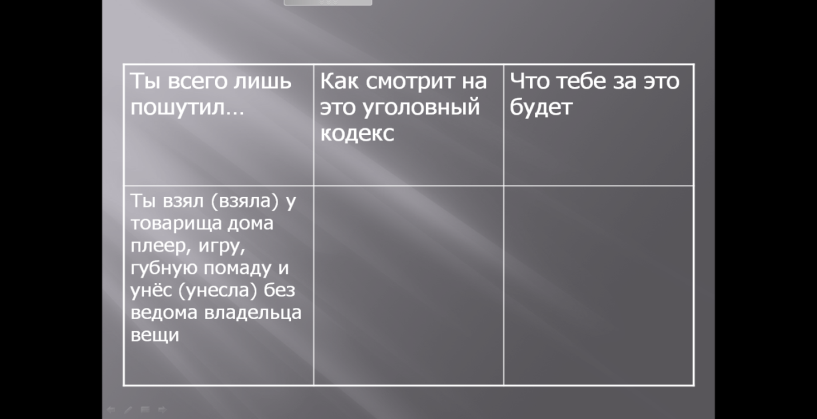 Ты всего лишь
пошутил…
Как смотрит на
это уголовный
кодекс
Что тебе за это
будет
Ты взял (взяла) у
товарища дома
плеер, игру,
губную помаду и
унёс (унесла) без
ведома владельца
вещи